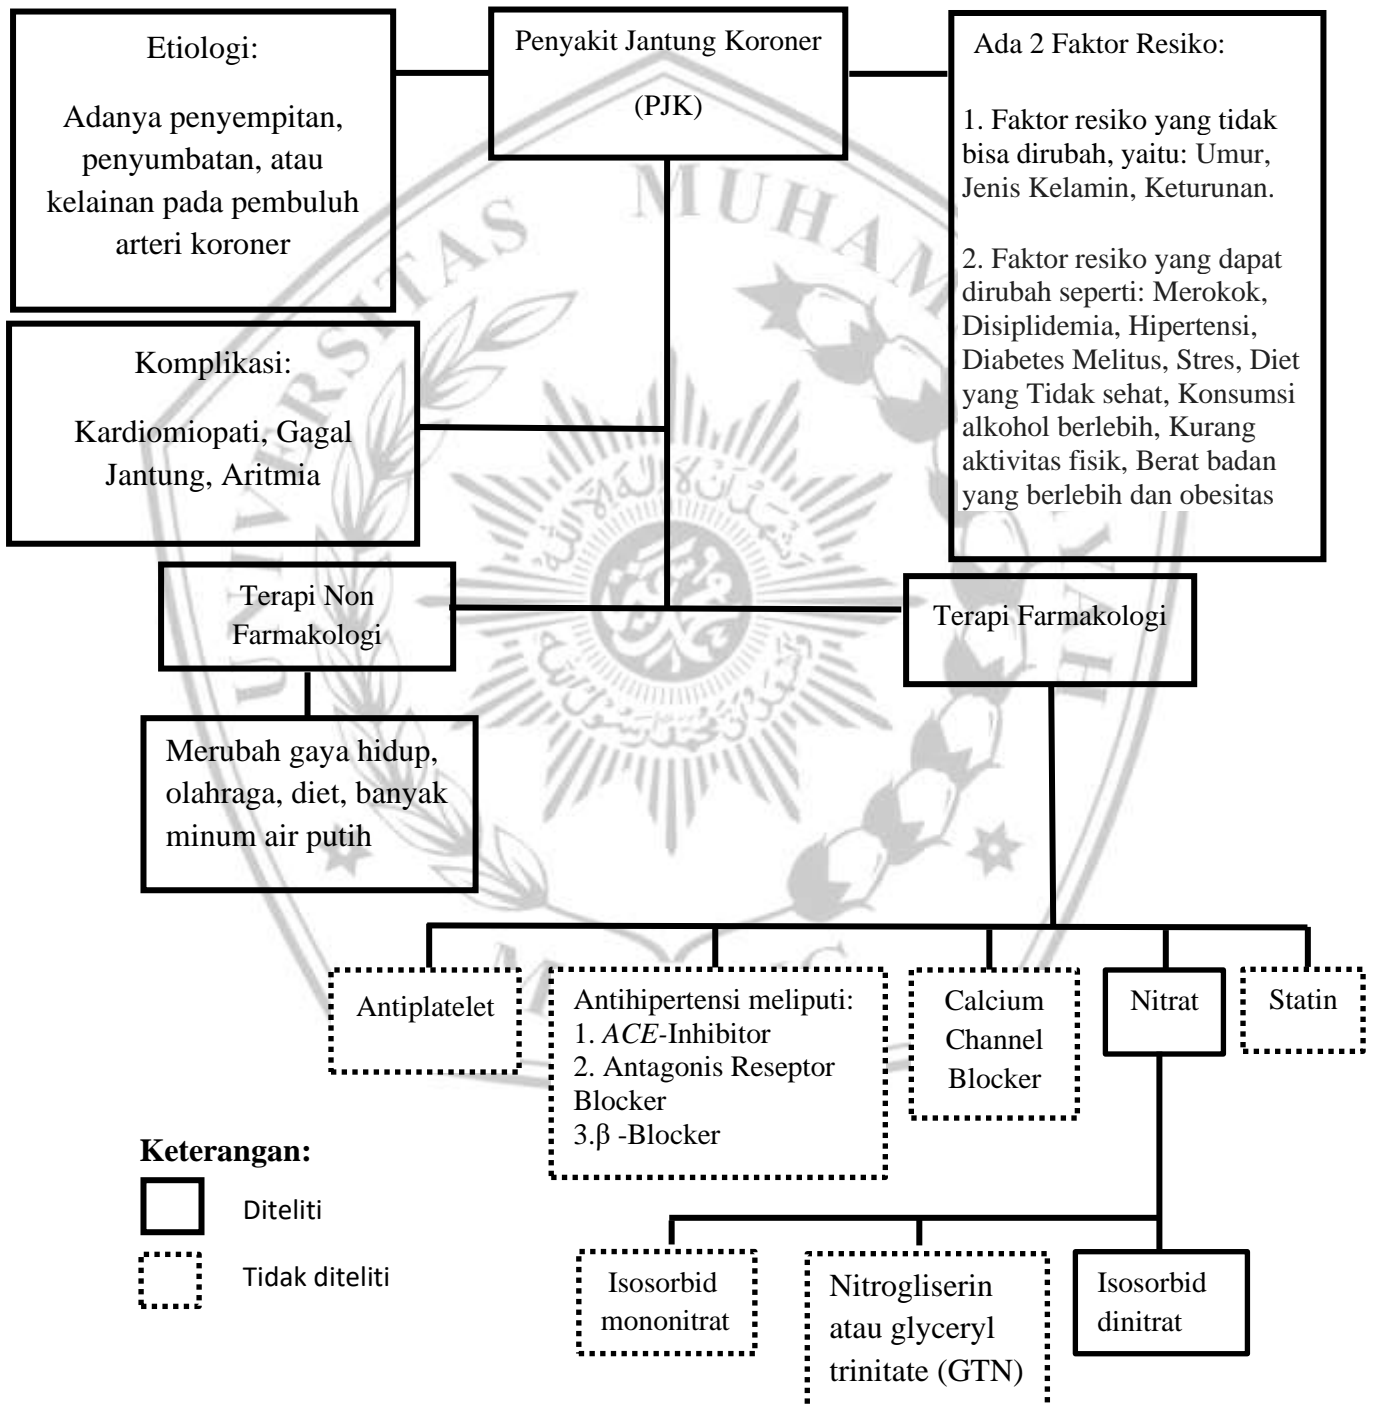 Etiologi:
Adanya penyempitan,
penyumbatan, atau
kelainan pada pembuluh
arteri koroner
Penyakit Jantung Koroner
(PJK)
Ada 2 Faktor Resiko:
1. Faktor resiko yang tidak
bisa dirubah, yaitu: Umur,
Jenis Kelamin, Keturunan.
2. Faktor resiko yang dapat
dirubah seperti: Merokok,
Disiplidemia, Hipertensi,
Diabetes Melitus, Stres, Diet
yang Tidak sehat, Konsumsi
alkohol berlebih, Kurang
aktivitas fisik, Berat badan
yang berlebih dan obesitas
Komplikasi:
Kardiomiopati, Gagal
Jantung, Aritmia
Terapi Non
Farmakologi
Terapi Farmakologi
Merubah gaya hidup,
olahraga, diet, banyak
minum air putih
Antiplatelet
Antihipertensi meliputi:
1. ACE-Inhibitor
2. Antagonis Reseptor
Blocker
3.β -Blocker
Calcium
Channel
Blocker
Nitrat
Statin
Keterangan:
Diteliti
Tidak diteliti
Isosorbid
mononitrat
Nitrogliserin
atau glyceryl
trinitate (GTN)
Isosorbid
dinitrat
UNIVERSITAS